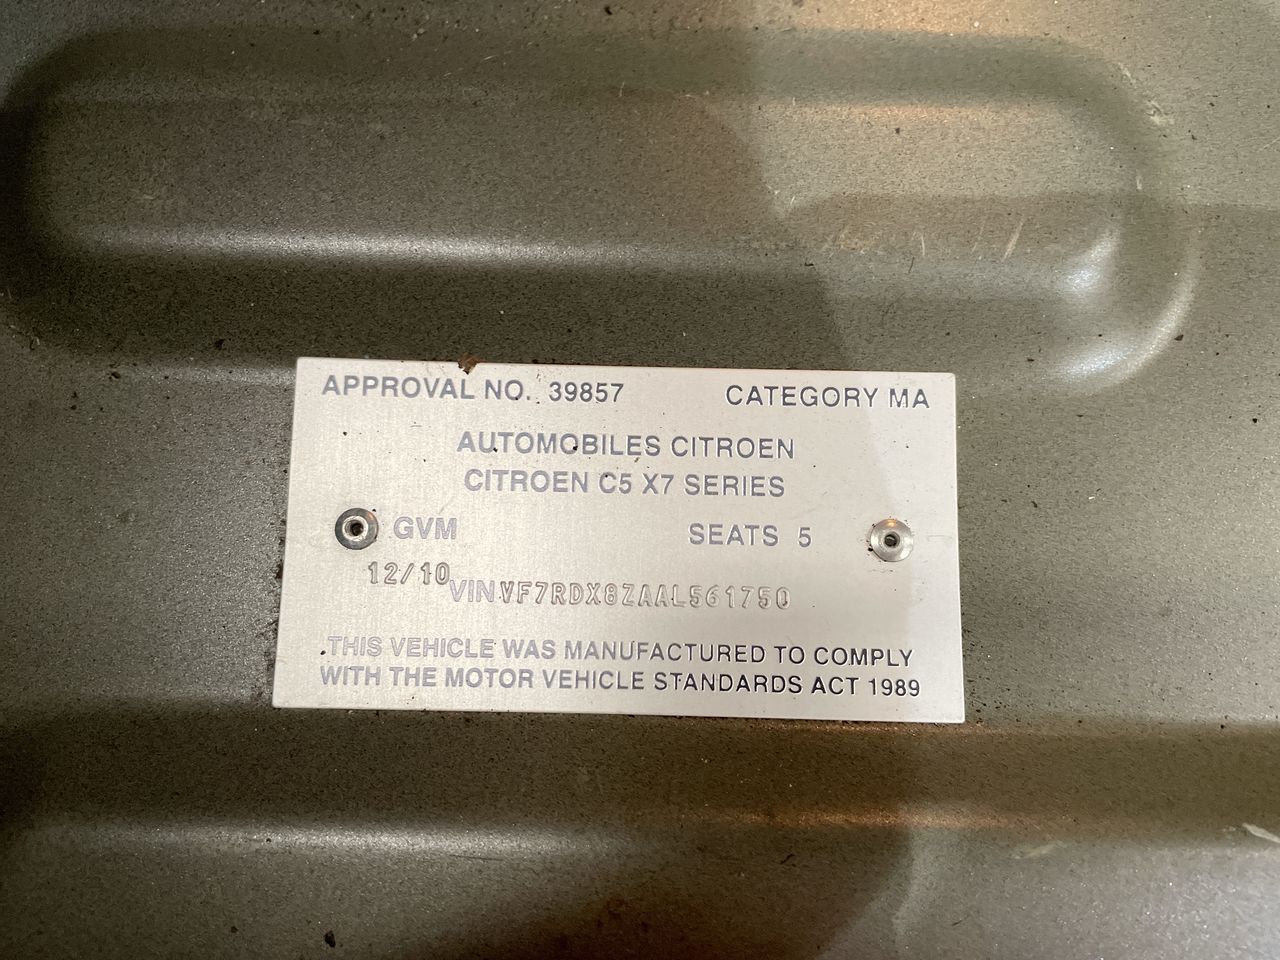 APPROVAL NO. 39857 CATEGORY MA
AUTOMOBILES CITROEN
CITROEN C5 X7 SERIES
GVM SEATS 5
12/10
VIN VF7RDX8ZAAL561750
THIS VEHICLE WAS MANUFACTURED TO COMPLY
WITH THE MOTOR VEHICLE STANDARDS ACT 1989